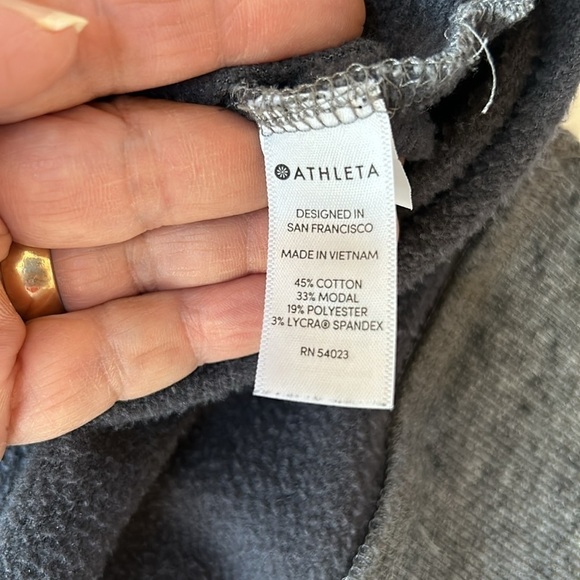 ATHLETA
DESIGNED IN
SAN FRANCISCO
MADE IN VIETNAM
45% COTTON
33% MODAL
19% POLYESTER
3% LYCRA® SPANDEX
RN 54023